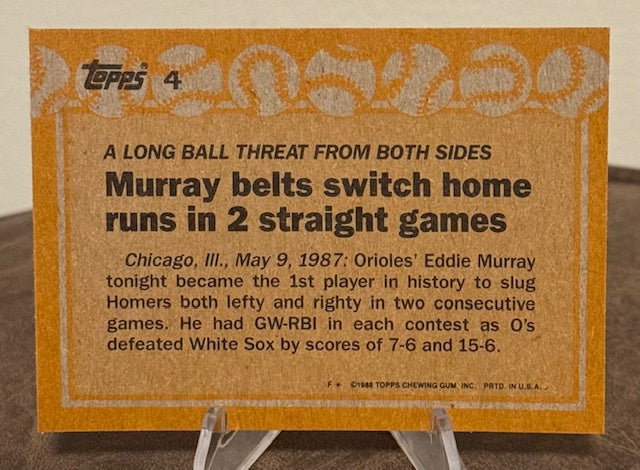 Topps® 4
A LONG BALL THREAT FROM BOTH SIDES
Murray belts switch home
runs in 2 straight games
Chicago, Ill., May 9, 1987: Orioles' Eddie Murray
tonight became the 1st player in history to slug
Homers both lefty and righty in two consecutive
games. He had GW-RBI in each contest as O's
defeated White Sox by scores of 7-6 and 15-6.
F * ©1988 TOPPS CHEWING GUM, INC. PRTD. IN U.S.A.